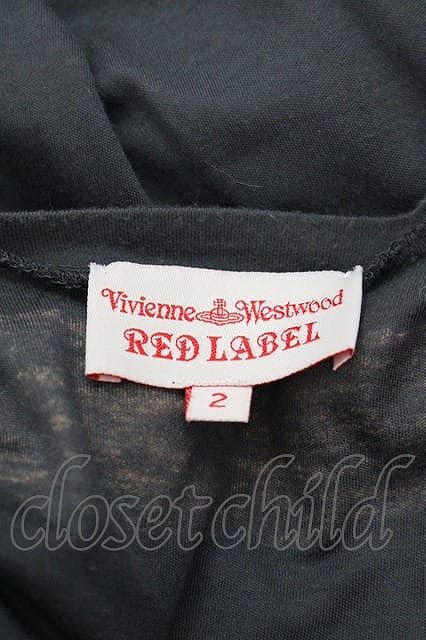 Vivienne Westwood
RED LABEL
2
closet child